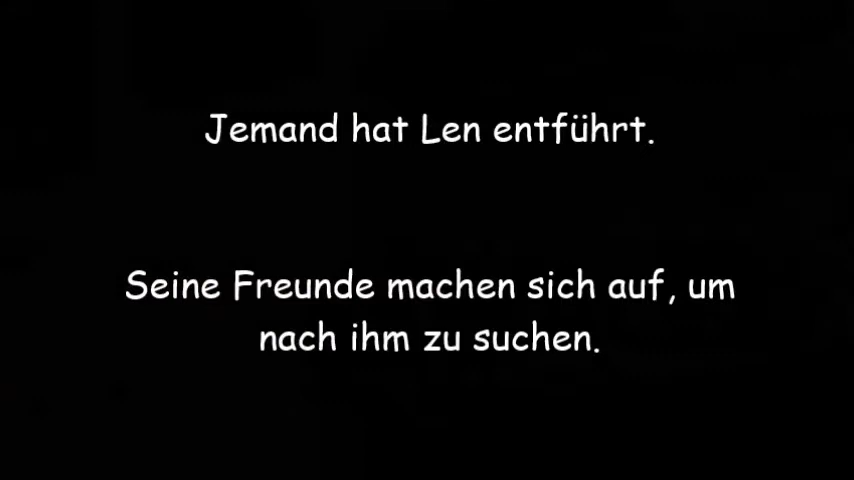 Jemand hat Len entführt.
Seine Freunde machen sich auf, um
nach ihm zu suchen.